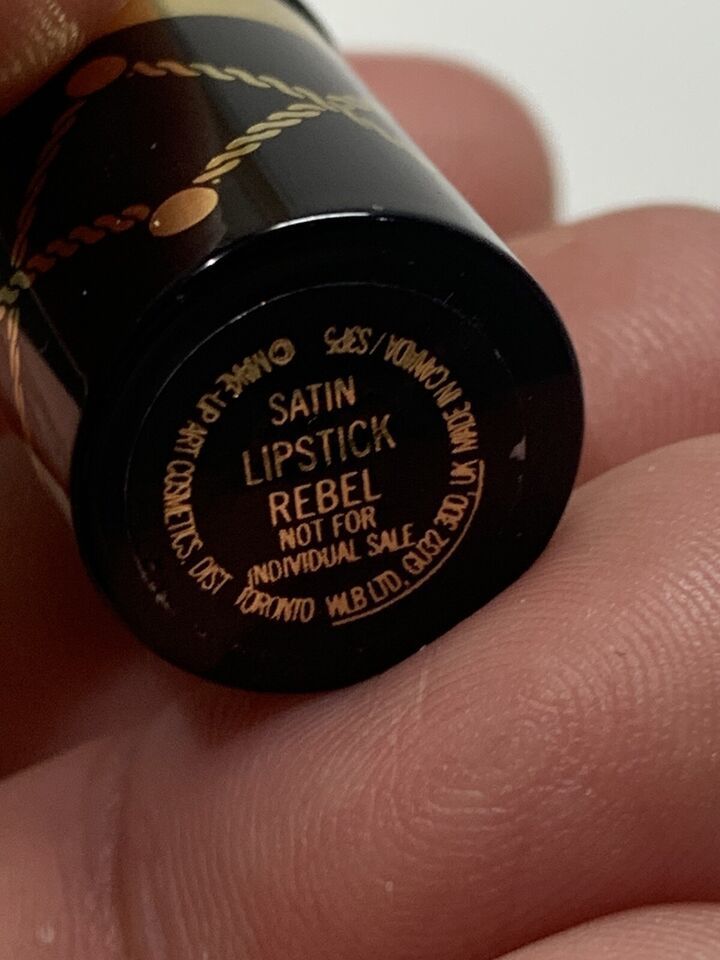 SATIN
LIPSTICK
REBEL
NOT FOR
INDIVIDUAL SALE
© MAKE-UP ART COSMETICS, DIST TORONTO WLB LTD, GU32 3DD, UK MADE IN CANADA / S3P5